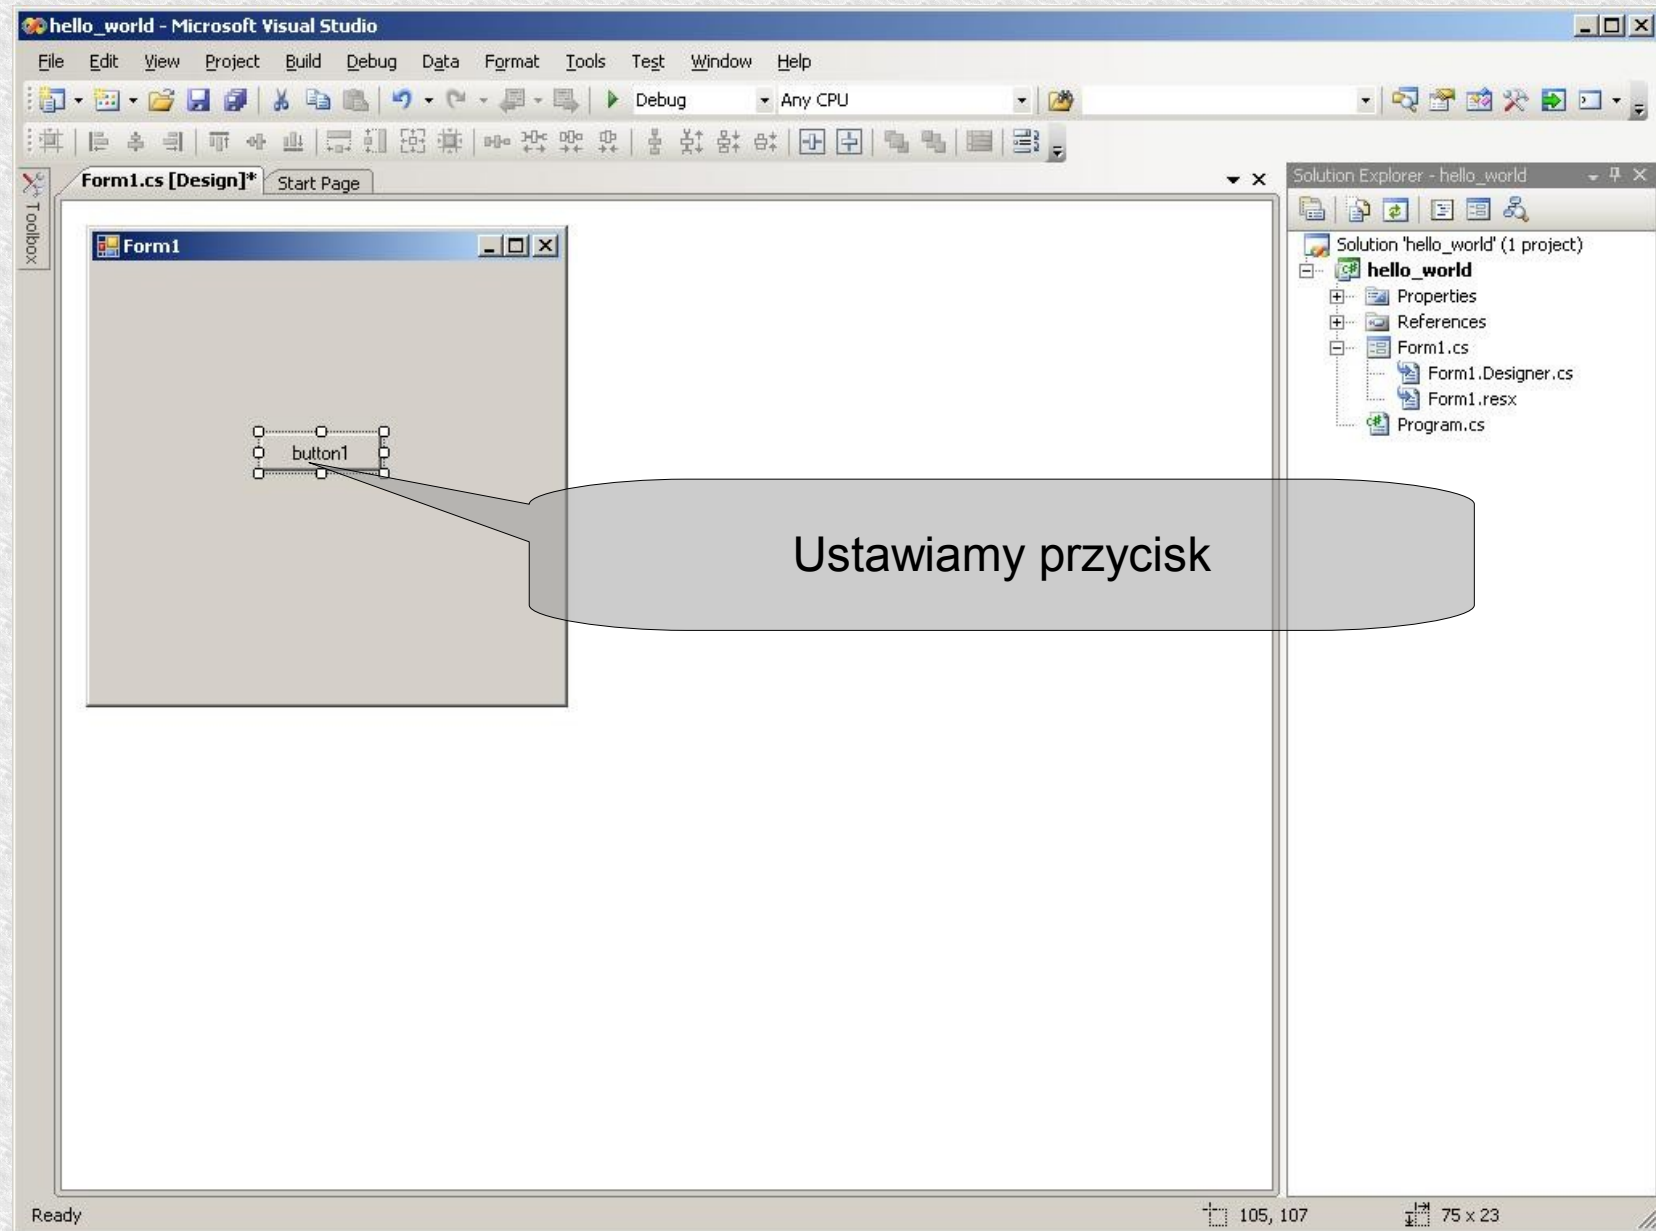 hello_world - Microsoft Visual Studio
File Edit View Project Build Debug Data Format Tools Test Window Help
Debug Any CPU
Form1.cs [Design]* Start Page
Toolbox
Form1
button1
Ustawiamy przycisk
Solution Explorer - hello_world
Solution 'hello_world' (1 project)
hello_world
Properties
References
Form1.cs
Form1.Designer.cs
Form1.resx
Program.cs
Ready 105, 107 75 x 23